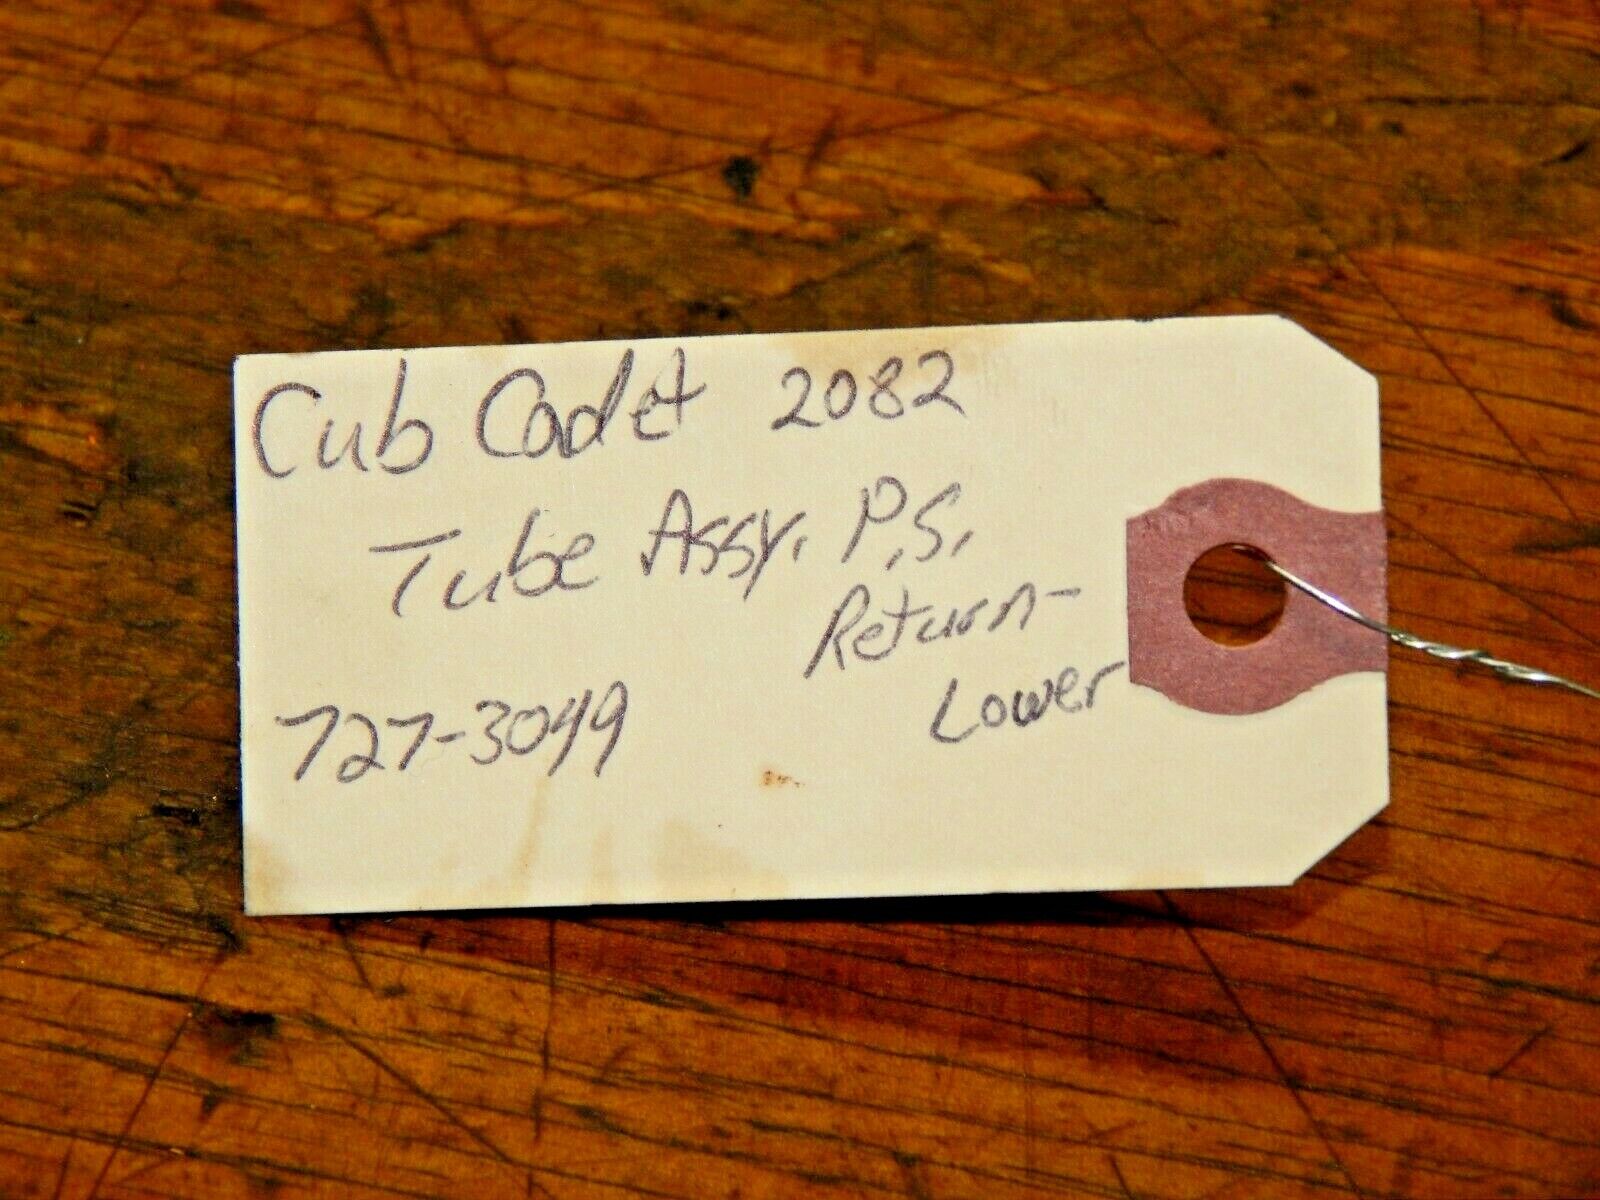 Cub Cadet 2082
Tube Assy. P.S.
Return-
Lower
727-3049